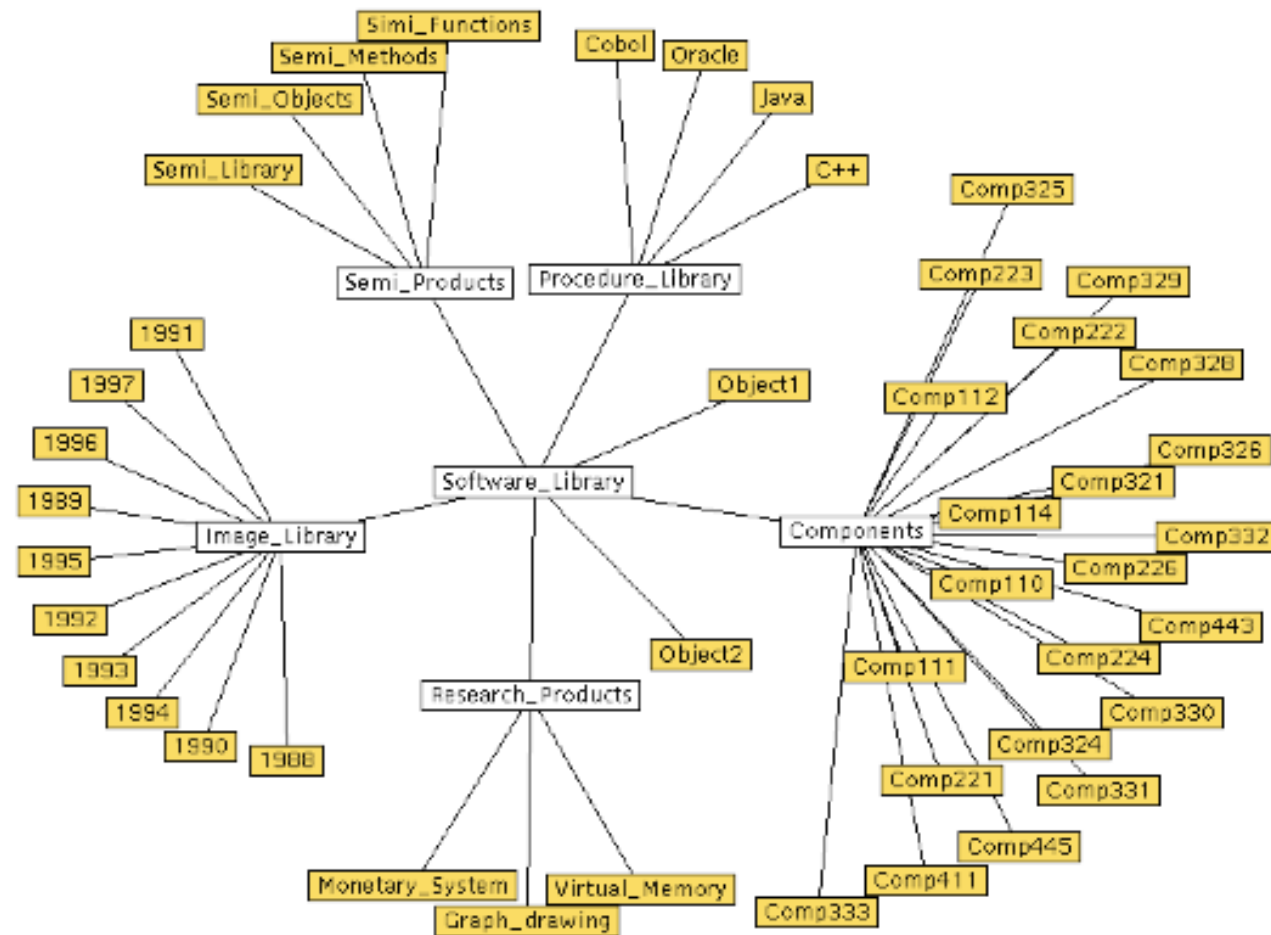 Simi_Functions
Semi_Methods
Semi_Objects
Semi_Library
Cobol
Oracle
Java
C++
Semi_Products
Procedure_Library
Comp325
Comp223
Comp329
Comp222
Comp328
Comp112
Comp326
Comp321
Comp114
Comp332
Comp226
Comp110
Comp443
Comp224
Comp111
Comp330
Comp324
Comp221
Comp331
Comp445
Comp411
Comp333
Components
1991
1997
1996
1989
1995
1992
1993
1994
1990
1988
Image_Library
Software_Library
Object1
Object2
Research_Products
Monetary_System
Graph_drawing
Virtual_Memory